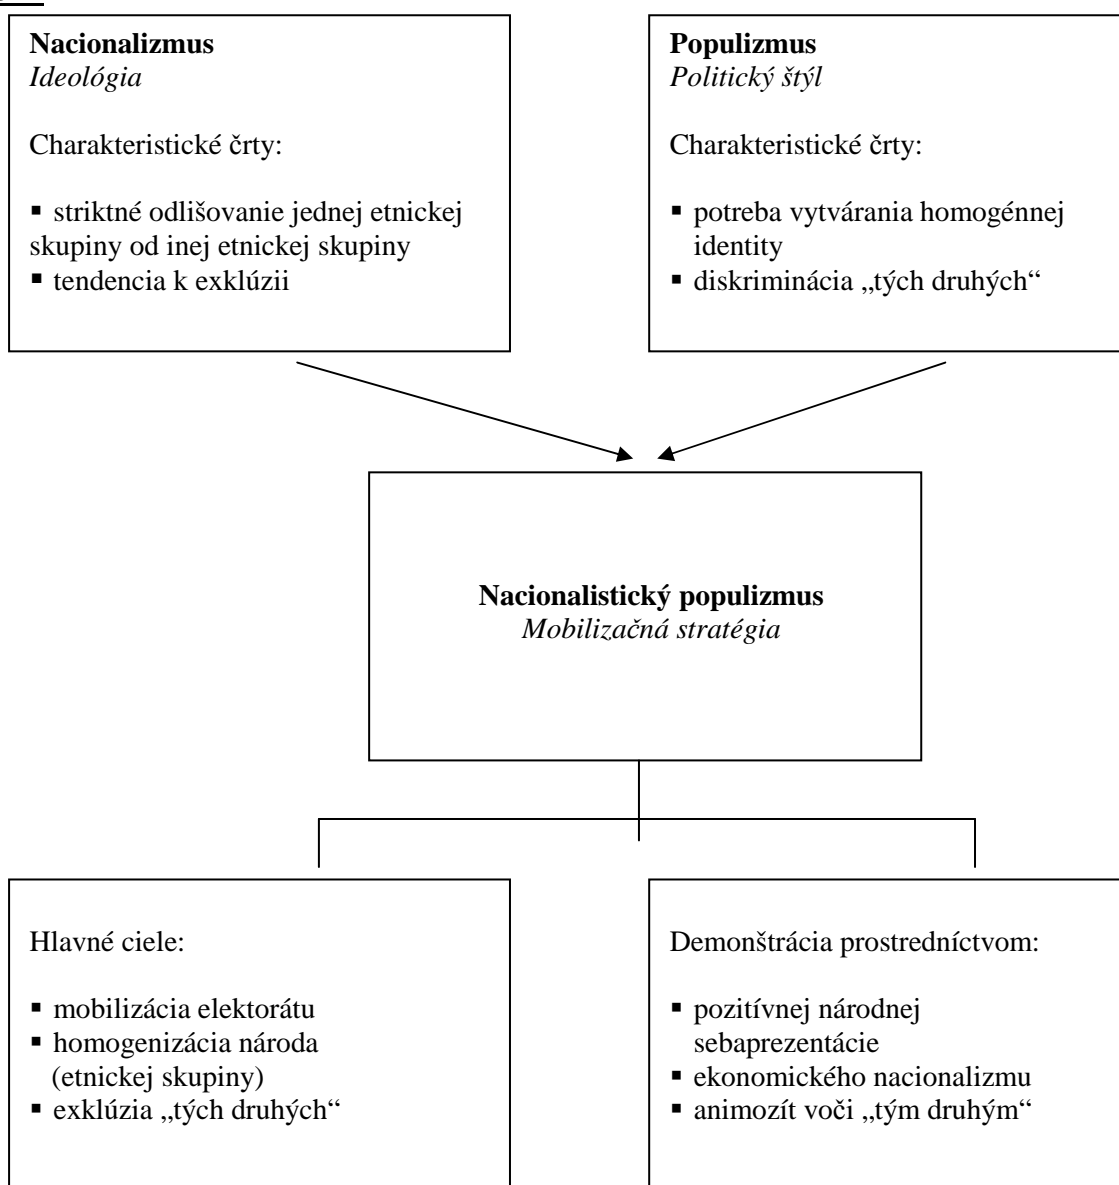 Nacionalizmus
Ideológia
Charakteristické črty:
▪ striktné odlišovanie jednej etnickej
skupiny od inej etnickej skupiny
▪ tendencia k exklúzii
Populizmus
Politický štýl
Charakteristické črty:
▪ potreba vytvárania homogénnej
identity
▪ diskriminácia „tých druhých“
Nacionalistický populizmus
Mobilizačná stratégia
Hlavné ciele:
▪ mobilizácia elektorátu
▪ homogenizácia národa
(etnickej skupiny)
▪ exklúzia „tých druhých“
Demonštrácia prostredníctvom:
▪ pozitívnej národnej
sebaprezentácie
▪ ekonomického nacionalizmu
▪ animozít voči „tým druhým“